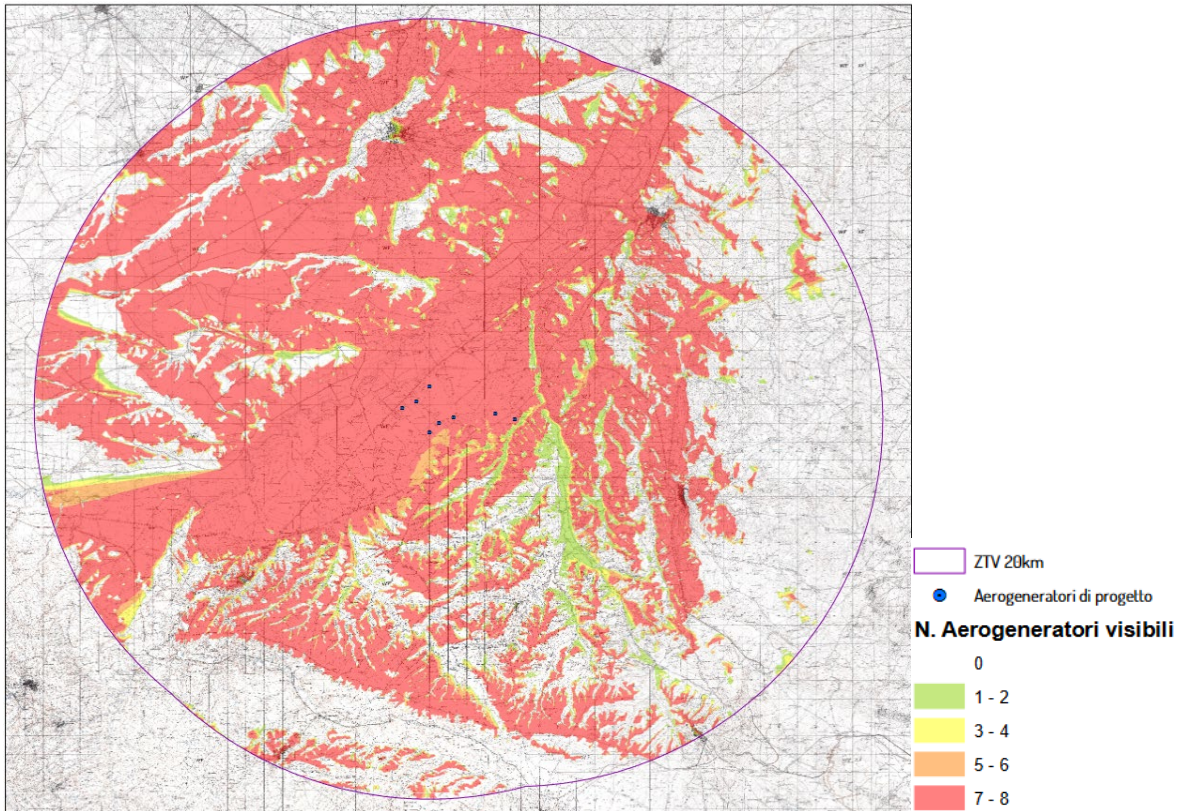 ZTV 20km
Aerogeneratori di progetto
N. Aerogeneratori visibili
0
1 - 2
3 - 4
5 - 6
7 - 8